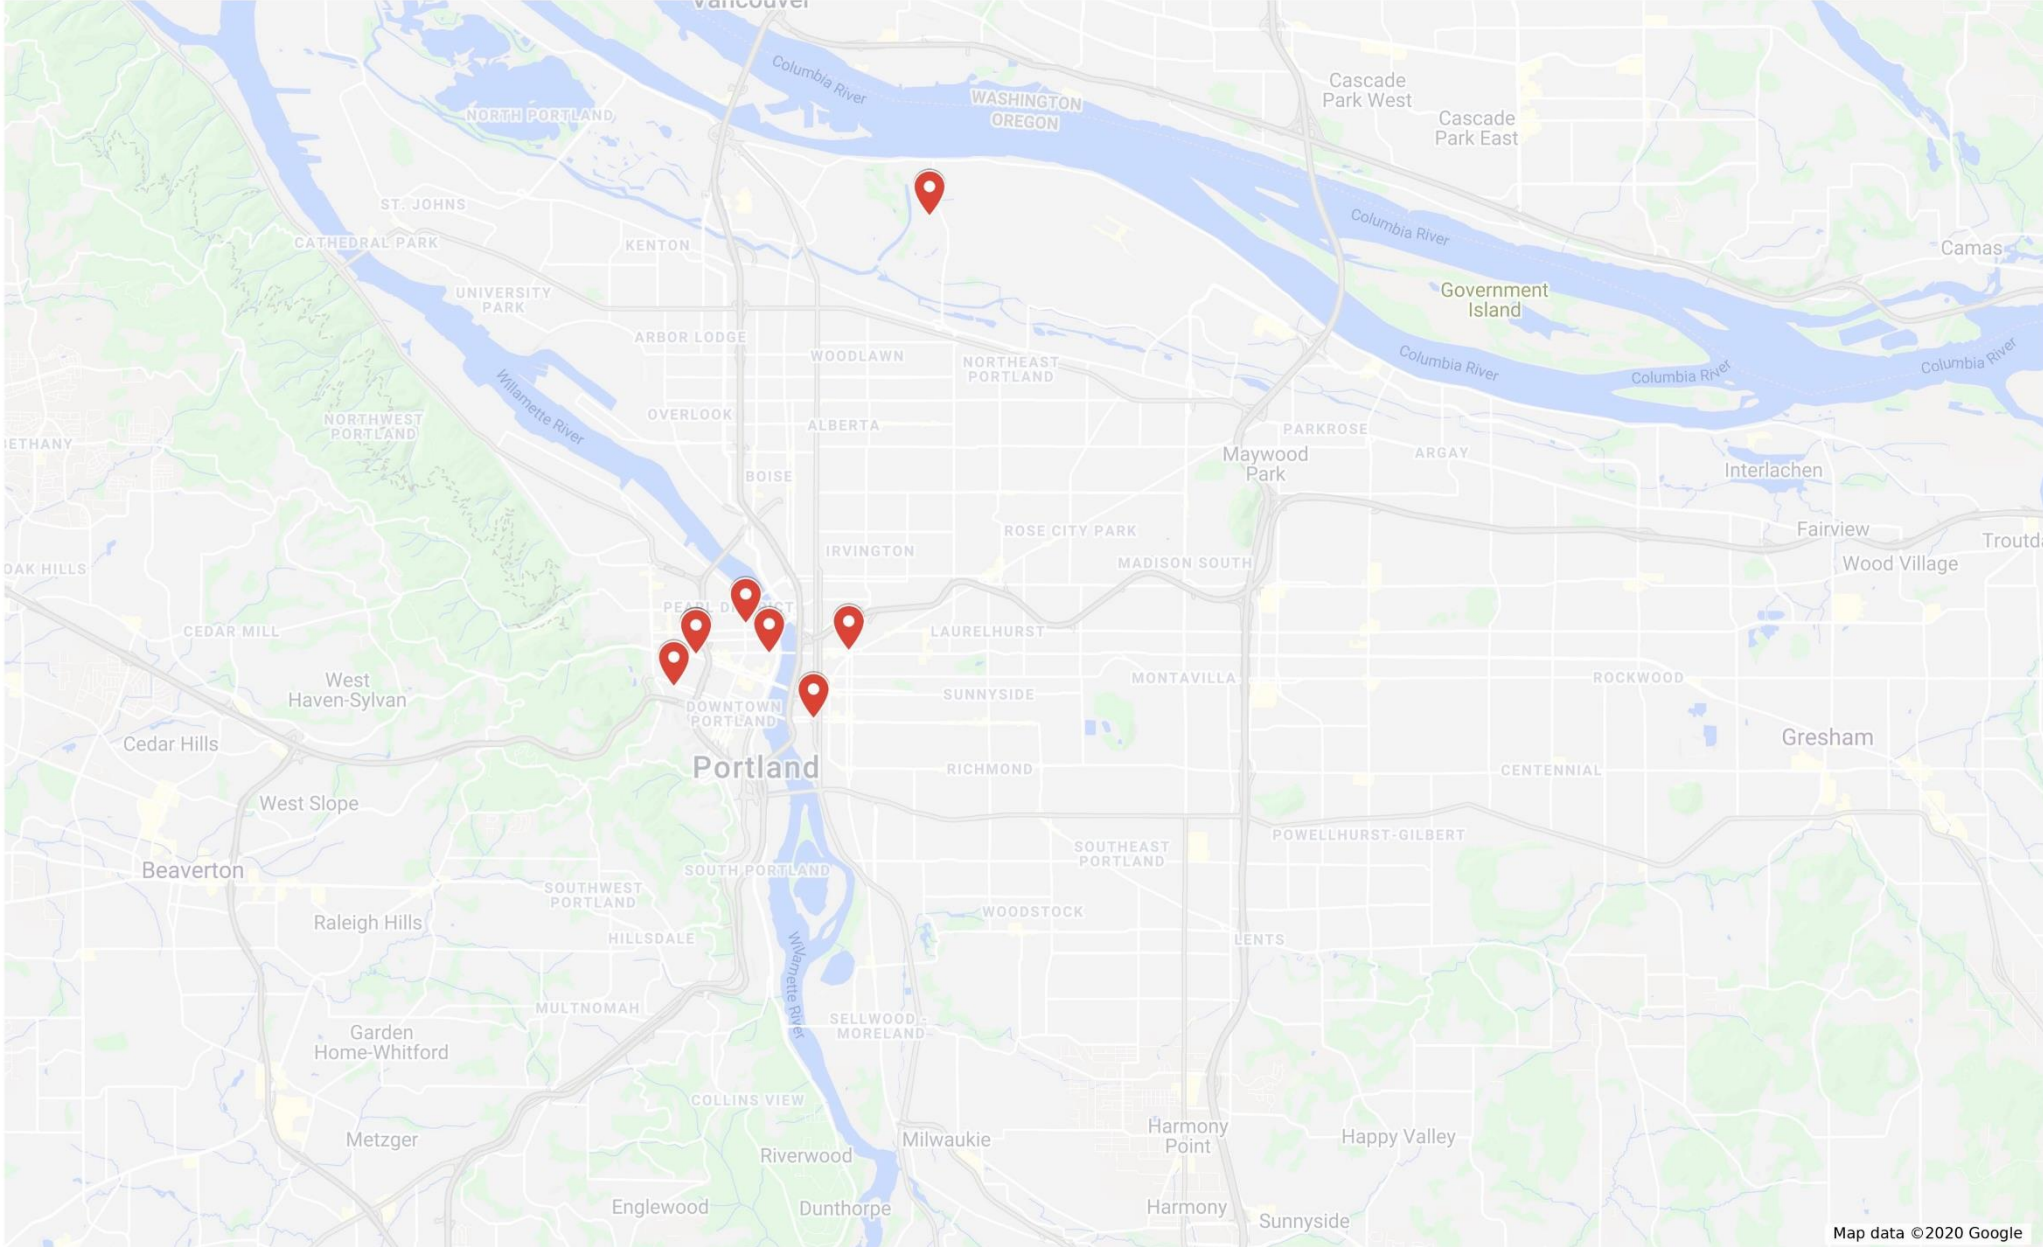 Vancouver
Columbia River
WASHINGTON
OREGON
Cascade
Park West
Cascade
Park East
NORTH PORTLAND
ST. JOHNS
CATHEDRAL PARK
KENTON
Columbia River
Camas
UNIVERSITY
PARK
Government
Island
ARBOR LODGE
WOODLAWN
NORTHEAST
PORTLAND
Columbia River
Columbia River
Columbia River
Willamette River
OVERLOOK
ALBERTA
NORTHWEST
PORTLAND
PARKROSE
ETHANY
Maywood
Park
ARGAY
BOISE
Interlachen
ROSE CITY PARK
Fairview
Troutd
IRVINGTON
MADISON SOUTH
Wood Village
OAK HILLS
PEARL DISTRICT
CEDAR MILL
LAURELHURST
West
Haven-Sylvan
MONTAVILLA
ROCKWOOD
SUNNYSIDE
DOWNTOWN
PORTLAND
Cedar Hills
Gresham
Portland
RICHMOND
CENTENNIAL
West Slope
POWELLHURST-GILBERT
SOUTHEAST
PORTLAND
Beaverton
SOUTH PORTLAND
SOUTHWEST
PORTLAND
Raleigh Hills
WOODSTOCK
HILLSDALE
LENTS
Willamette River
MULTNOMAH
SELLWOOD -
MORELAND
Garden
Home-Whitford
COLLINS VIEW
Metzger
Milwaukie
Harmony
Point
Happy Valley
Riverwood
Englewood
Dunthorpe
Harmony
Sunnyside
Map data ©2020 Google